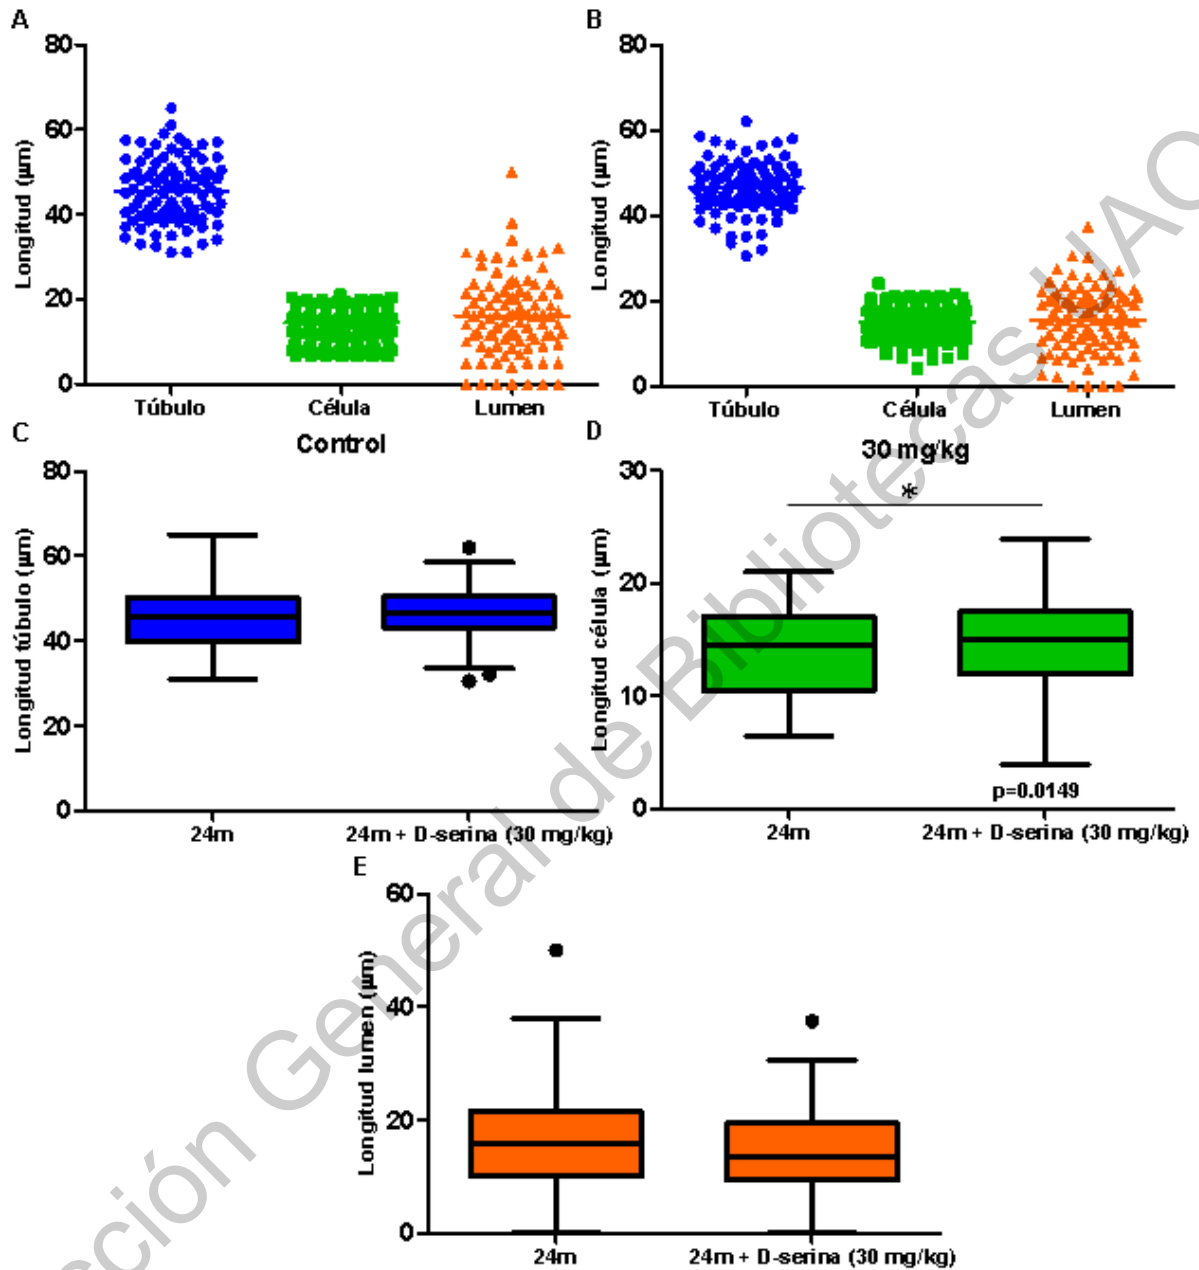 A
80
60
40
20
0
Longitud (µm)
Túbulo
Célula
Lumen
Control
B
80
60
40
20
0
Longitud (µm)
Túbulo
Célula
Lumen
30 mg/kg
C
80
60
40
20
0
Longitud túbulo (µm)
24m
24m + D-serina (30 mg/kg)
D
30
20
10
0
Longitud célula (µm)
*
p=0.0149
24m
24m + D-serina (30 mg/kg)
E
60
40
20
0
Longitud lumen (µm)
24m
24m + D-serina (30 mg/kg)
cción General de Bibliotecas UAQ